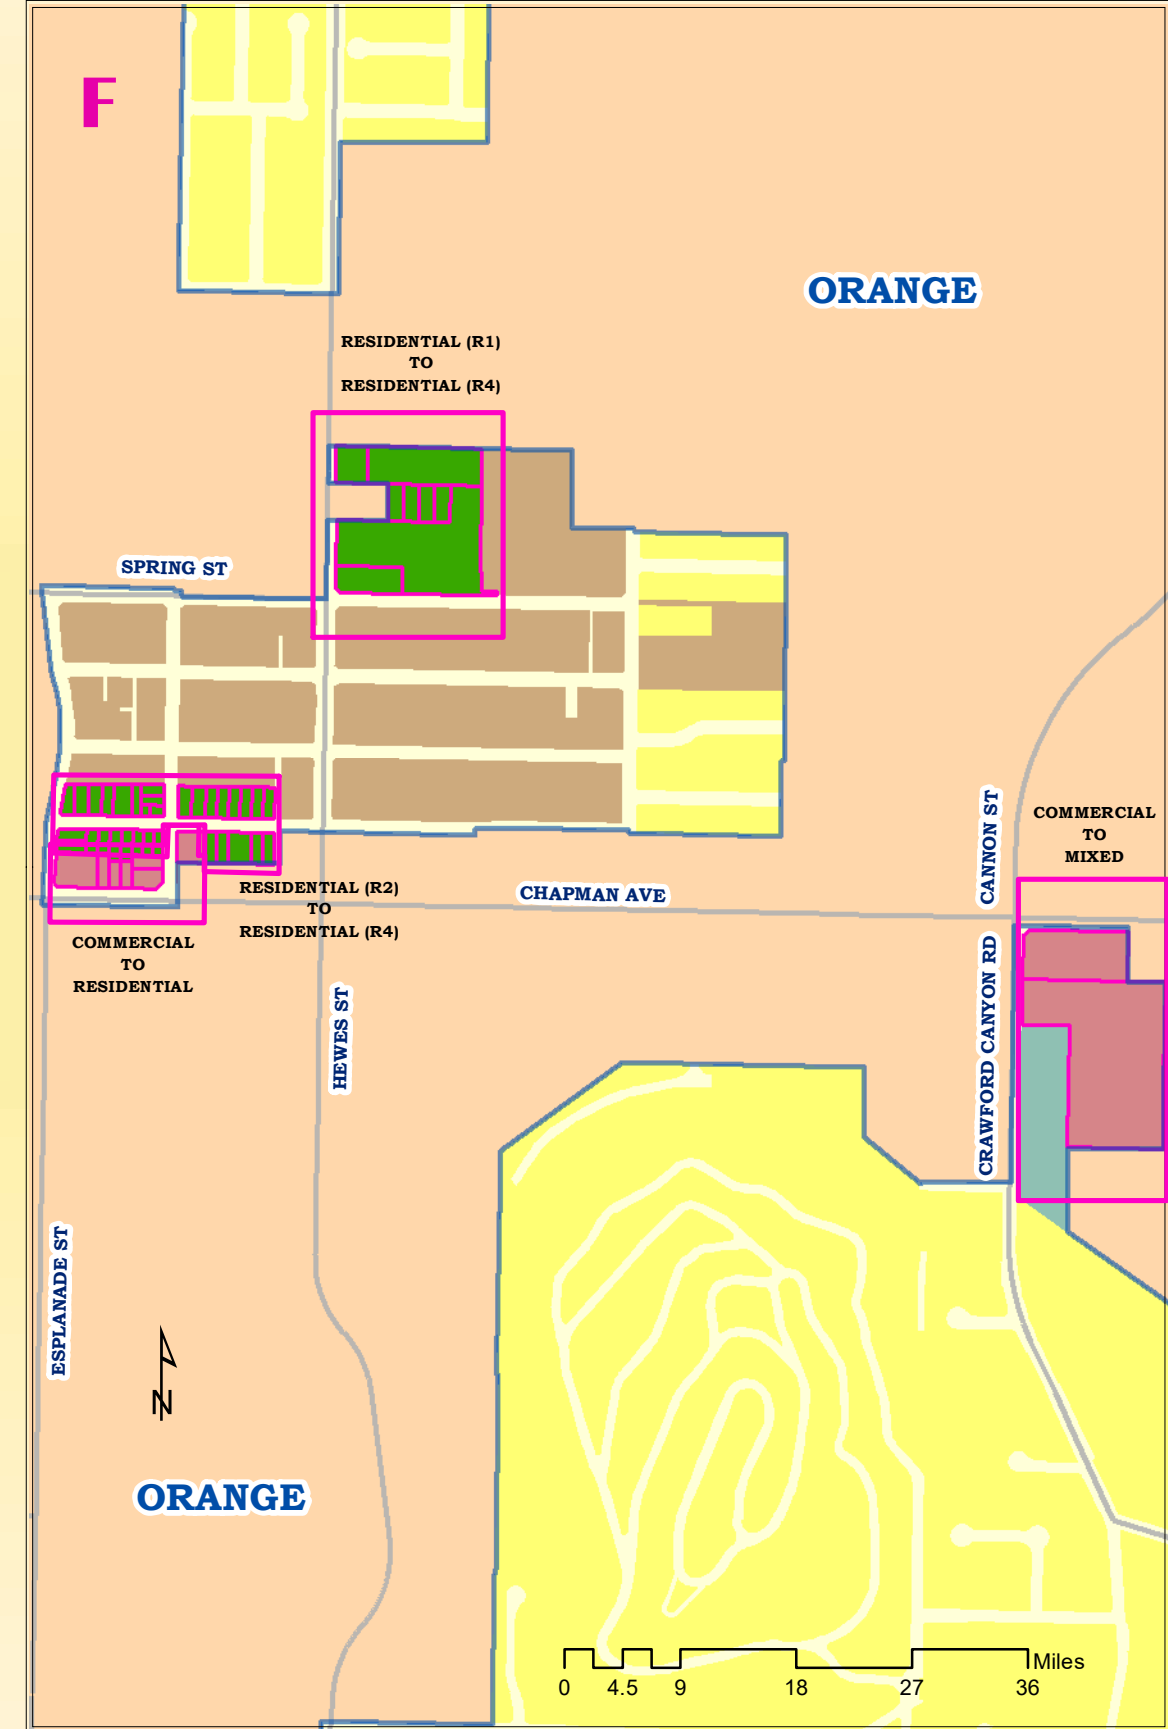 F
ORANGE
RESIDENTIAL (R1)
TO
RESIDENTIAL (R4)
SPRING ST
CANNON ST
COMMERCIAL
TO
MIXED
RESIDENTIAL (R2)
TO
RESIDENTIAL (R4)
CHAPMAN AVE
COMMERCIAL
TO
RESIDENTIAL
CRAWFORD CANYON RD
HEWES ST
ESPLANADE ST
N
ORANGE
Miles
0 4.5 9 18 27 36